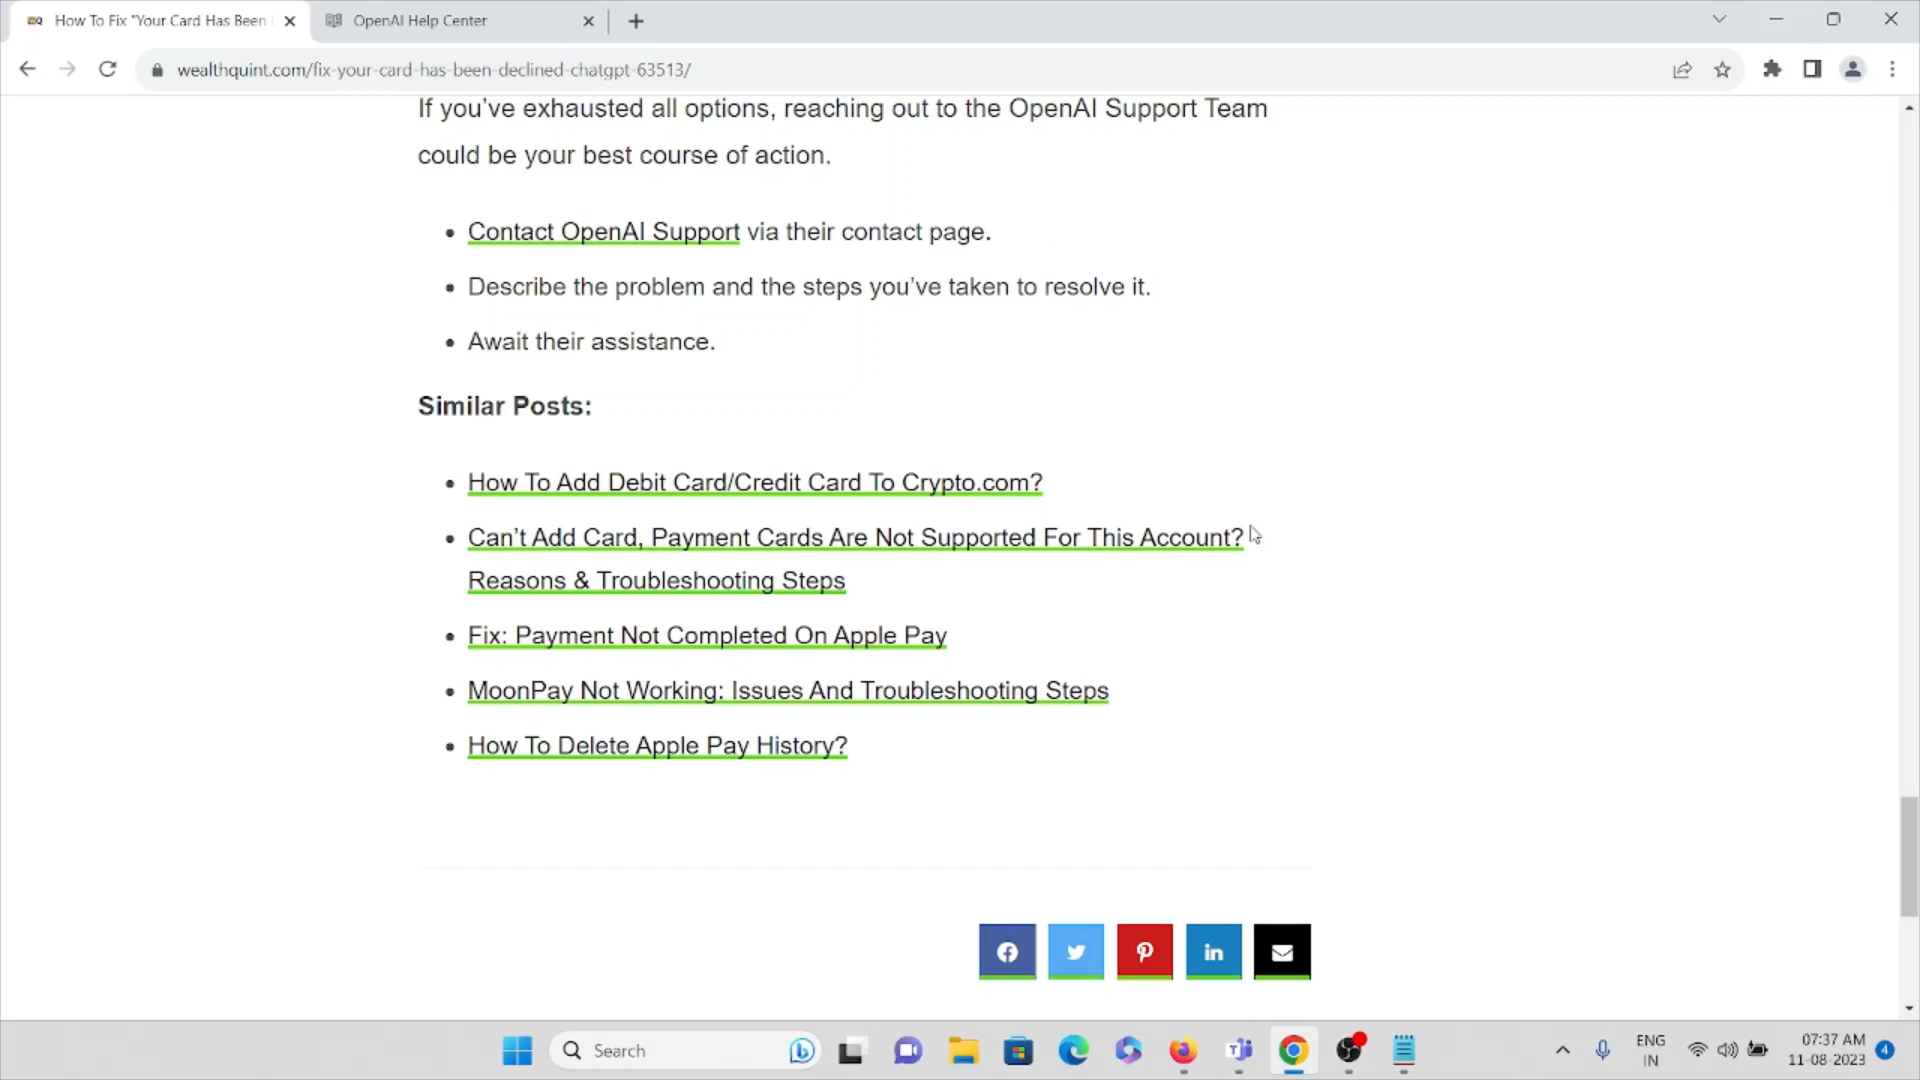 How To Fix "Your Card Has Been
OpenAI Help Center
wealthquint.com/fix-your-card-has-been-declined-chatgpt-63513/
If you’ve exhausted all options, reaching out to the OpenAI Support Team
could be your best course of action.
Contact OpenAI Support via their contact page.
Describe the problem and the steps you’ve taken to resolve it.
Await their assistance.
Similar Posts:
How To Add Debit Card/Credit Card To Crypto.com?
Can’t Add Card, Payment Cards Are Not Supported For This Account?
Reasons & Troubleshooting Steps
Fix: Payment Not Completed On Apple Pay
MoonPay Not Working: Issues And Troubleshooting Steps
How To Delete Apple Pay History?
Search
ENG
IN
07:37 AM
11-08-2023
4